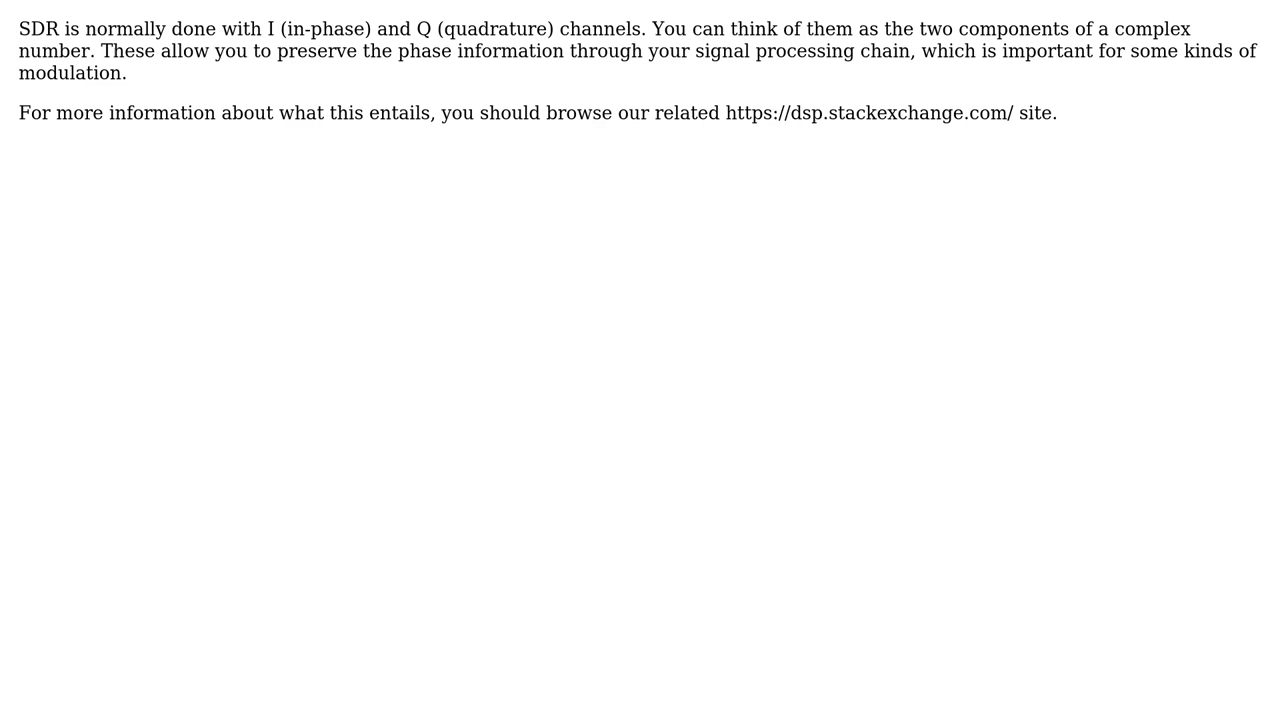 SDR is normally done with I (in-phase) and Q (quadrature) channels. You can think of them as the two components of a complex
number. These allow you to preserve the phase information through your signal processing chain, which is important for some kinds of
modulation.
For more information about what this entails, you should browse our related https://dsp.stackexchange.com/ site.